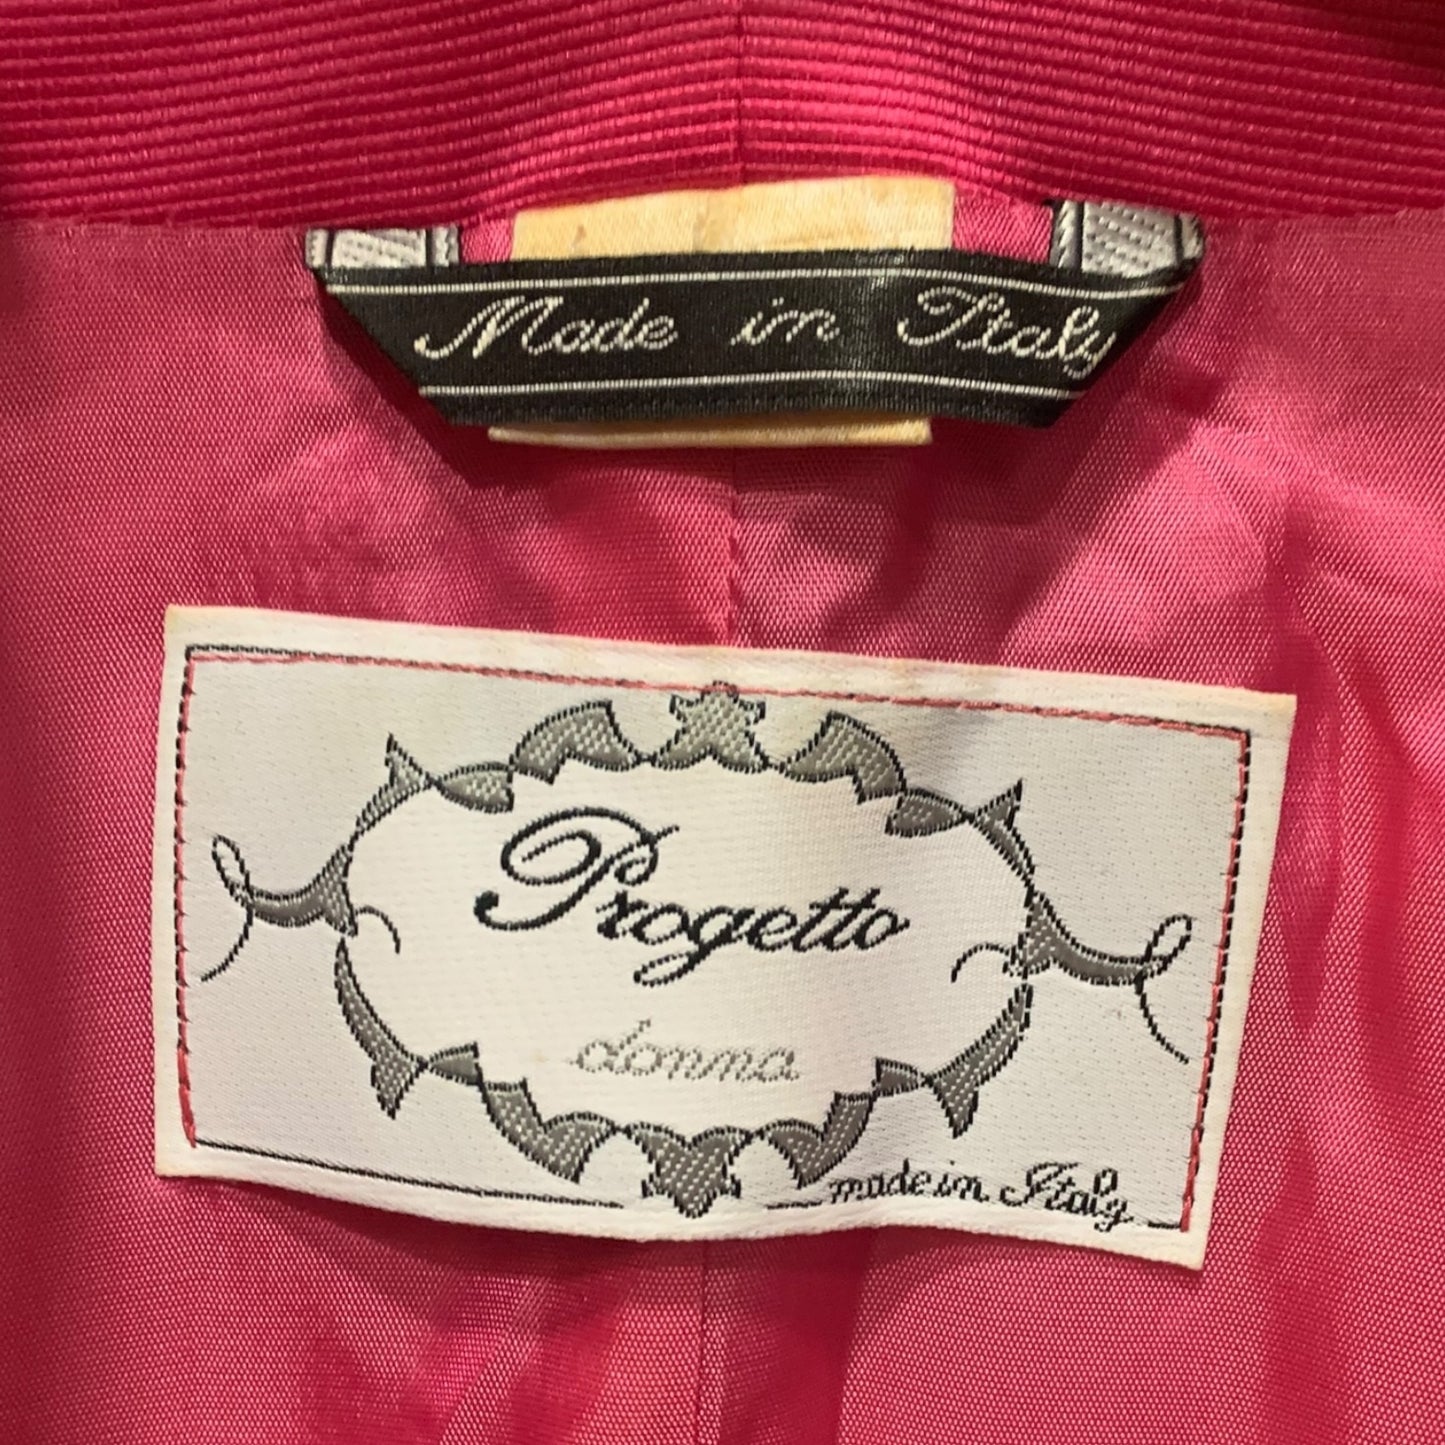 Made in Italy
Progetto
donna
made in Italy